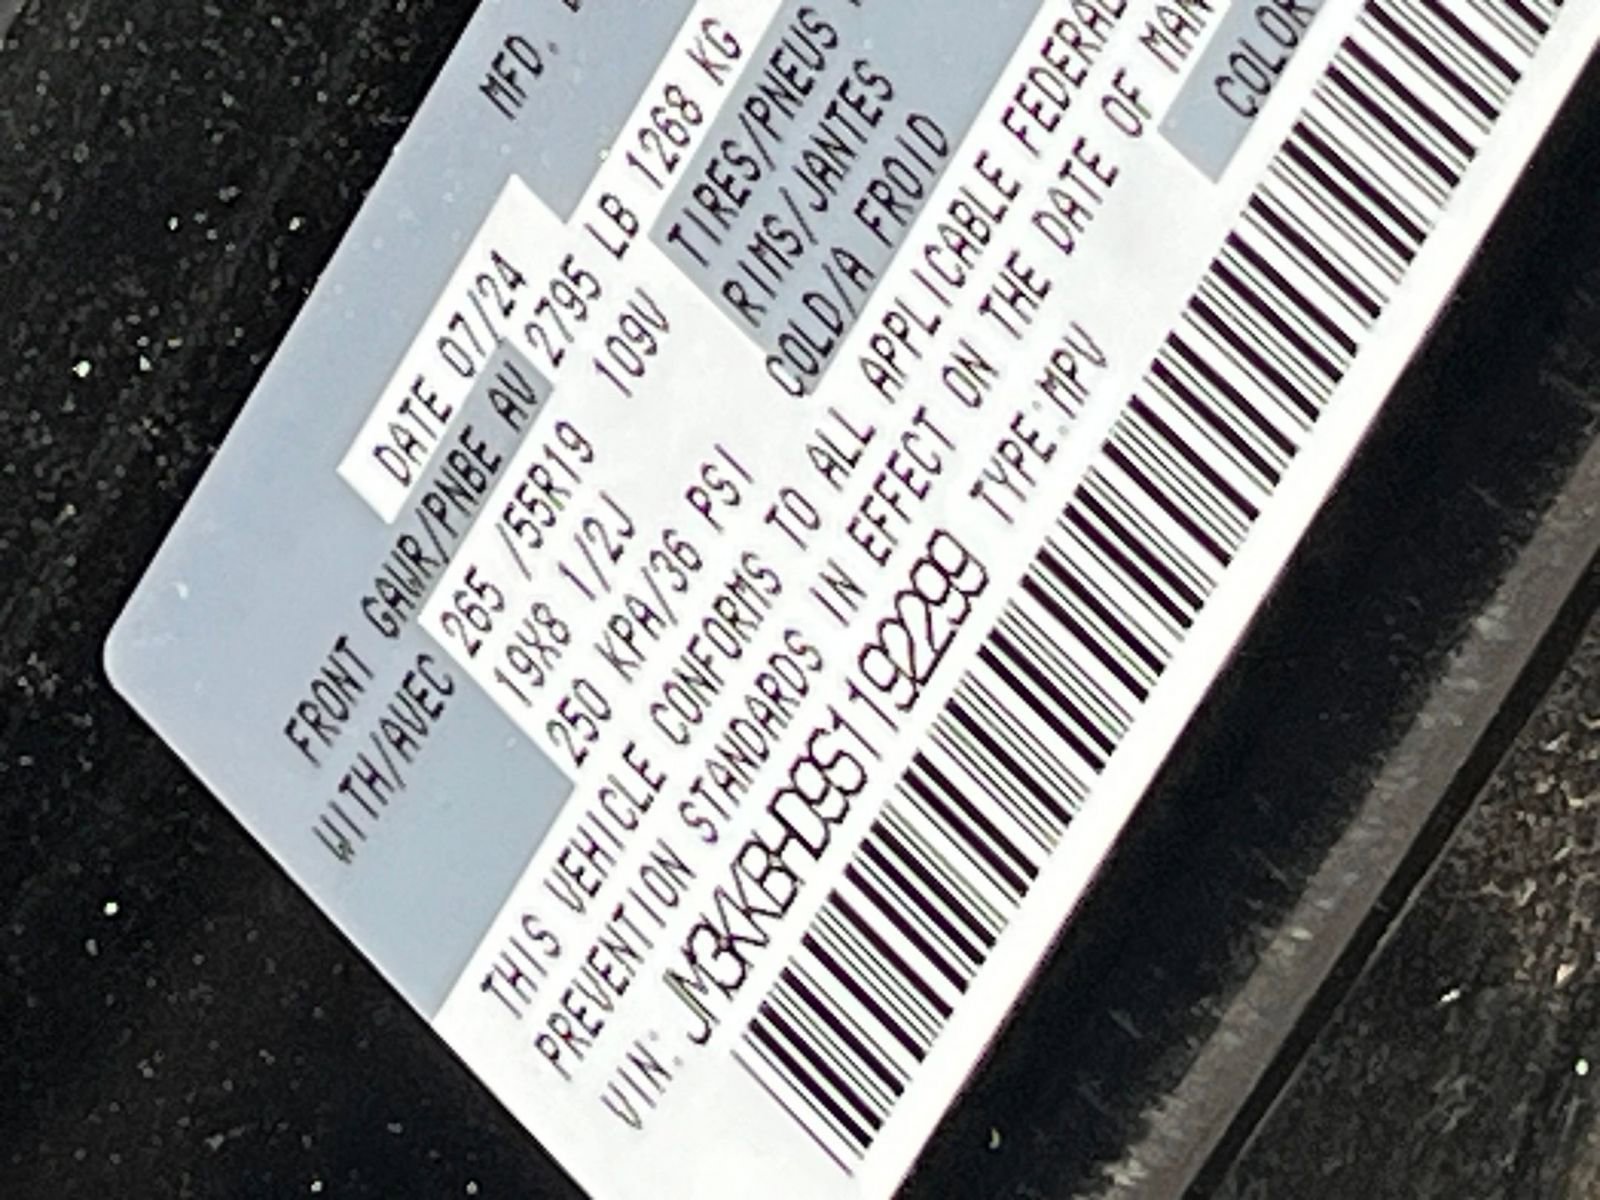 MFD.
DATE 07/24
FRONT GAWR/PNBE AV 2795 LB 1268 KG
WITH/AVEC 265 /55R19 109V TIRES/PNEUS
19X8 1/2J RIMS/JANTES
250 KPA/36 PSI COLD/A FROID
THIS VEHICLE CONFORMS TO ALL APPLICABLE FEDERAL
PREVENTION STANDARDS IN EFFECT ON THE DATE OF MAN
VIN: JM3KKBHD9S1192299 TYPE:MPV COLOR